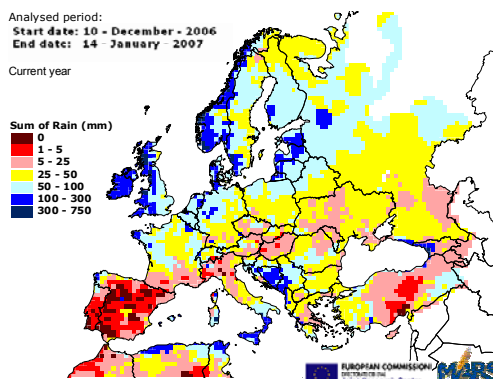 Analysed period:
Start date: 10 - December - 2006
End date: 14 - January - 2007
Current year
Sum of Rain (mm)
0
1 - 5
5 - 25
25 - 50
50 - 100
100 - 300
300 - 750
EUROPEAN COMMISSION
MARS